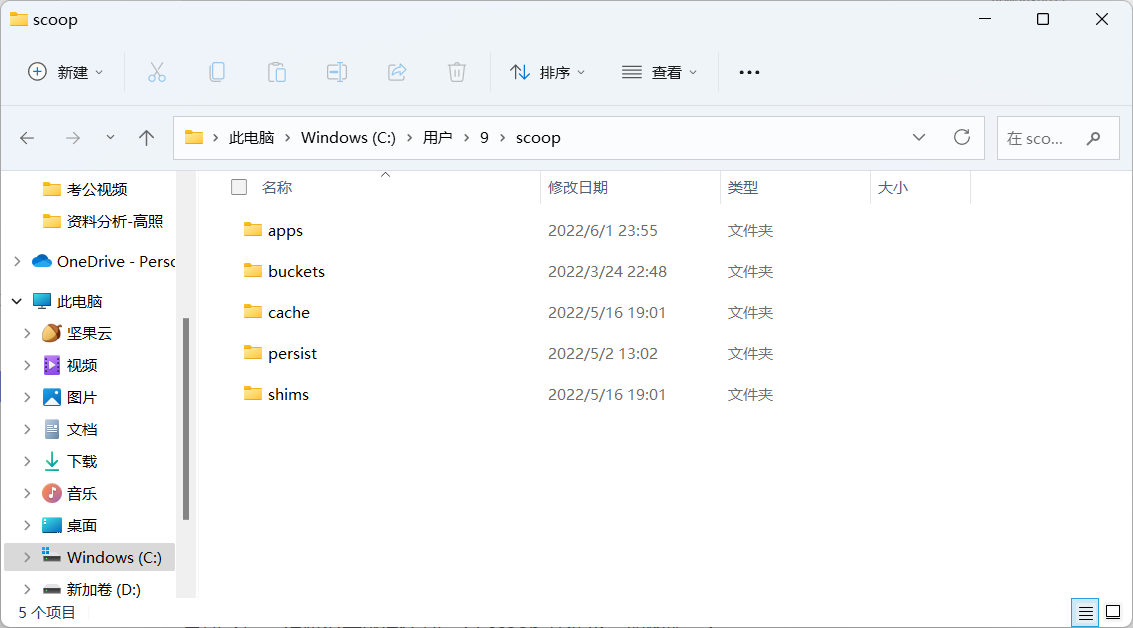 scoop
新建
排序
查看
此电脑 Windows (C:) 用户 9 scoop
在 sco...
考公视频
资料分析-高照
OneDrive - Persc
此电脑
坚果云
视频
图片
文档
下载
音乐
桌面
Windows (C:)
新加卷 (D:)
名称 修改日期 类型 大小
apps 2022/6/1 23:55 文件夹
buckets 2022/3/24 22:48 文件夹
cache 2022/5/16 19:01 文件夹
persist 2022/5/2 13:02 文件夹
shims 2022/5/16 19:01 文件夹
5 个项目